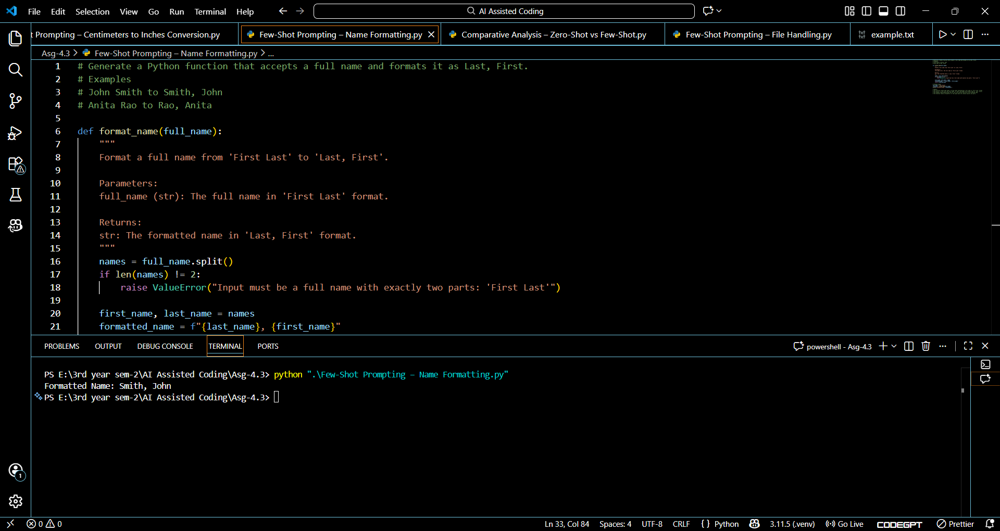 File Edit Selection View Go Run Terminal Help AI Assisted Coding
t Prompting – Centimeters to Inches Conversion.py Few-Shot Prompting – Name Formatting.py Comparative Analysis – Zero-Shot vs Few-Shot.py Few-Shot Prompting – File Handling.py example.txt
Asg-4.3 > Few-Shot Prompting – Name Formatting.py > ...
1 # Generate a Python function that accepts a full name and formats it as Last, First.
2 # Examples
3 # John Smith to Smith, John
4 # Anita Rao to Rao, Anita
5
6 def format_name(full_name):
7 """
8 Format a full name from 'First Last' to 'Last, First'.
9
10 Parameters:
11 full_name (str): The full name in 'First Last' format.
12
13 Returns:
14 str: The formatted name in 'Last, First' format.
15 """
16 names = full_name.split()
17 if len(names) != 2:
18 raise ValueError("Input must be a full name with exactly two parts: 'First Last'")
19
20 first_name, last_name = names
21 formatted_name = f"{last_name}, {first_name}"
PROBLEMS OUTPUT DEBUG CONSOLE TERMINAL PORTS powershell - Asg-4.3
PS E:\3rd year sem-2\AI Assisted Coding\Asg-4.3> python ".\Few-Shot Prompting – Name Formatting.py"
Formatted Name: Smith, John
PS E:\3rd year sem-2\AI Assisted Coding\Asg-4.3>
1
0 0 Ln 33, Col 84 Spaces: 4 UTF-8 CRLF {} Python 3.11.5 (.venv) Go Live CODEGPT Prettier